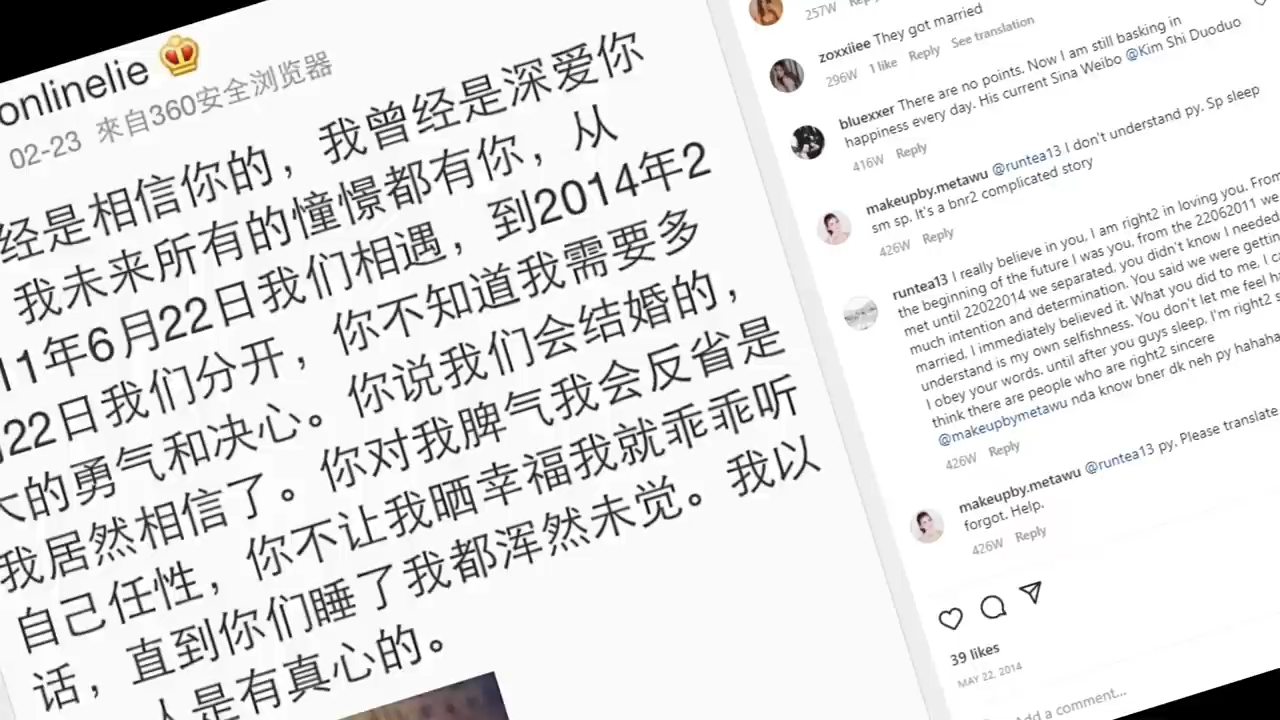 onlinelie
02-23 來自360安全浏览器
经是相信你的，我曾经是深爱你
我未来所有的憧憬都有你，从
11年6月22日我们相遇，到2014年2
22日我们分开，你不知道我需要多
大的勇气和决心。你说我们会结婚的，
我居然相信了。你对我脾气我会反省是
自己任性，你不让我晒幸福我就乖乖听
话，直到你们睡了我都浑然未觉。我以
人是有真心的。
257W
zoxxiiee They got married
296W 1 like Reply See translation
bluexxer There are no points. Now I am still basking in
happiness every day. His current Sina Weibo @Kim Shi Duoduo
416W Reply
makeupby.metawu @runtea13 I don't understand py. Sp sleep
sm sp. It's a bnr2 complicated story
426W Reply
runtea13 I really believe in you, I am right2 in loving you. From
the beginning of the future I was you, from the 22062011 we
met until 22022014 we separated, you didn't know I needed
much intention and determination. You said we were gettin
married, I immediately believed it. What you did to me, I
understand is my own selfishness. You don't let me feel
I obey your words. until after you guys sleep. I'm right2
think there are people who are right2 sincere
@makeupbymetawu nda know bner dk neh py hahaha
426W Reply
makeupby.metawu @runtea13 py. Please translate
forgot. Help.
426W Reply
39 likes
MAY 22, 2014
Add a comment...